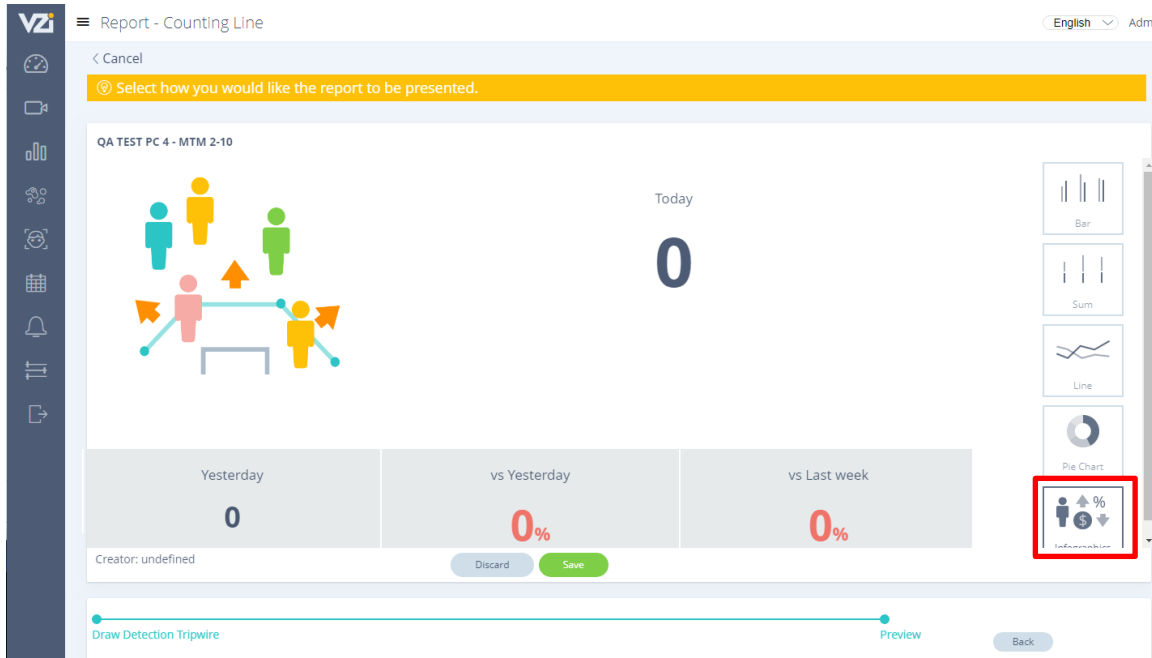 VZi
Report - Counting Line
English
Adm
< Cancel
Select how you would like the report to be presented.
QA TEST PC 4 - MTM 2-10
Today
0
Bar
Sum
Line
Pie Chart
%
$
Infographics
Yesterday
0
vs Yesterday
0%
vs Last week
0%
Creator: undefined
Discard
Save
Draw Detection Tripwire
Preview
Back